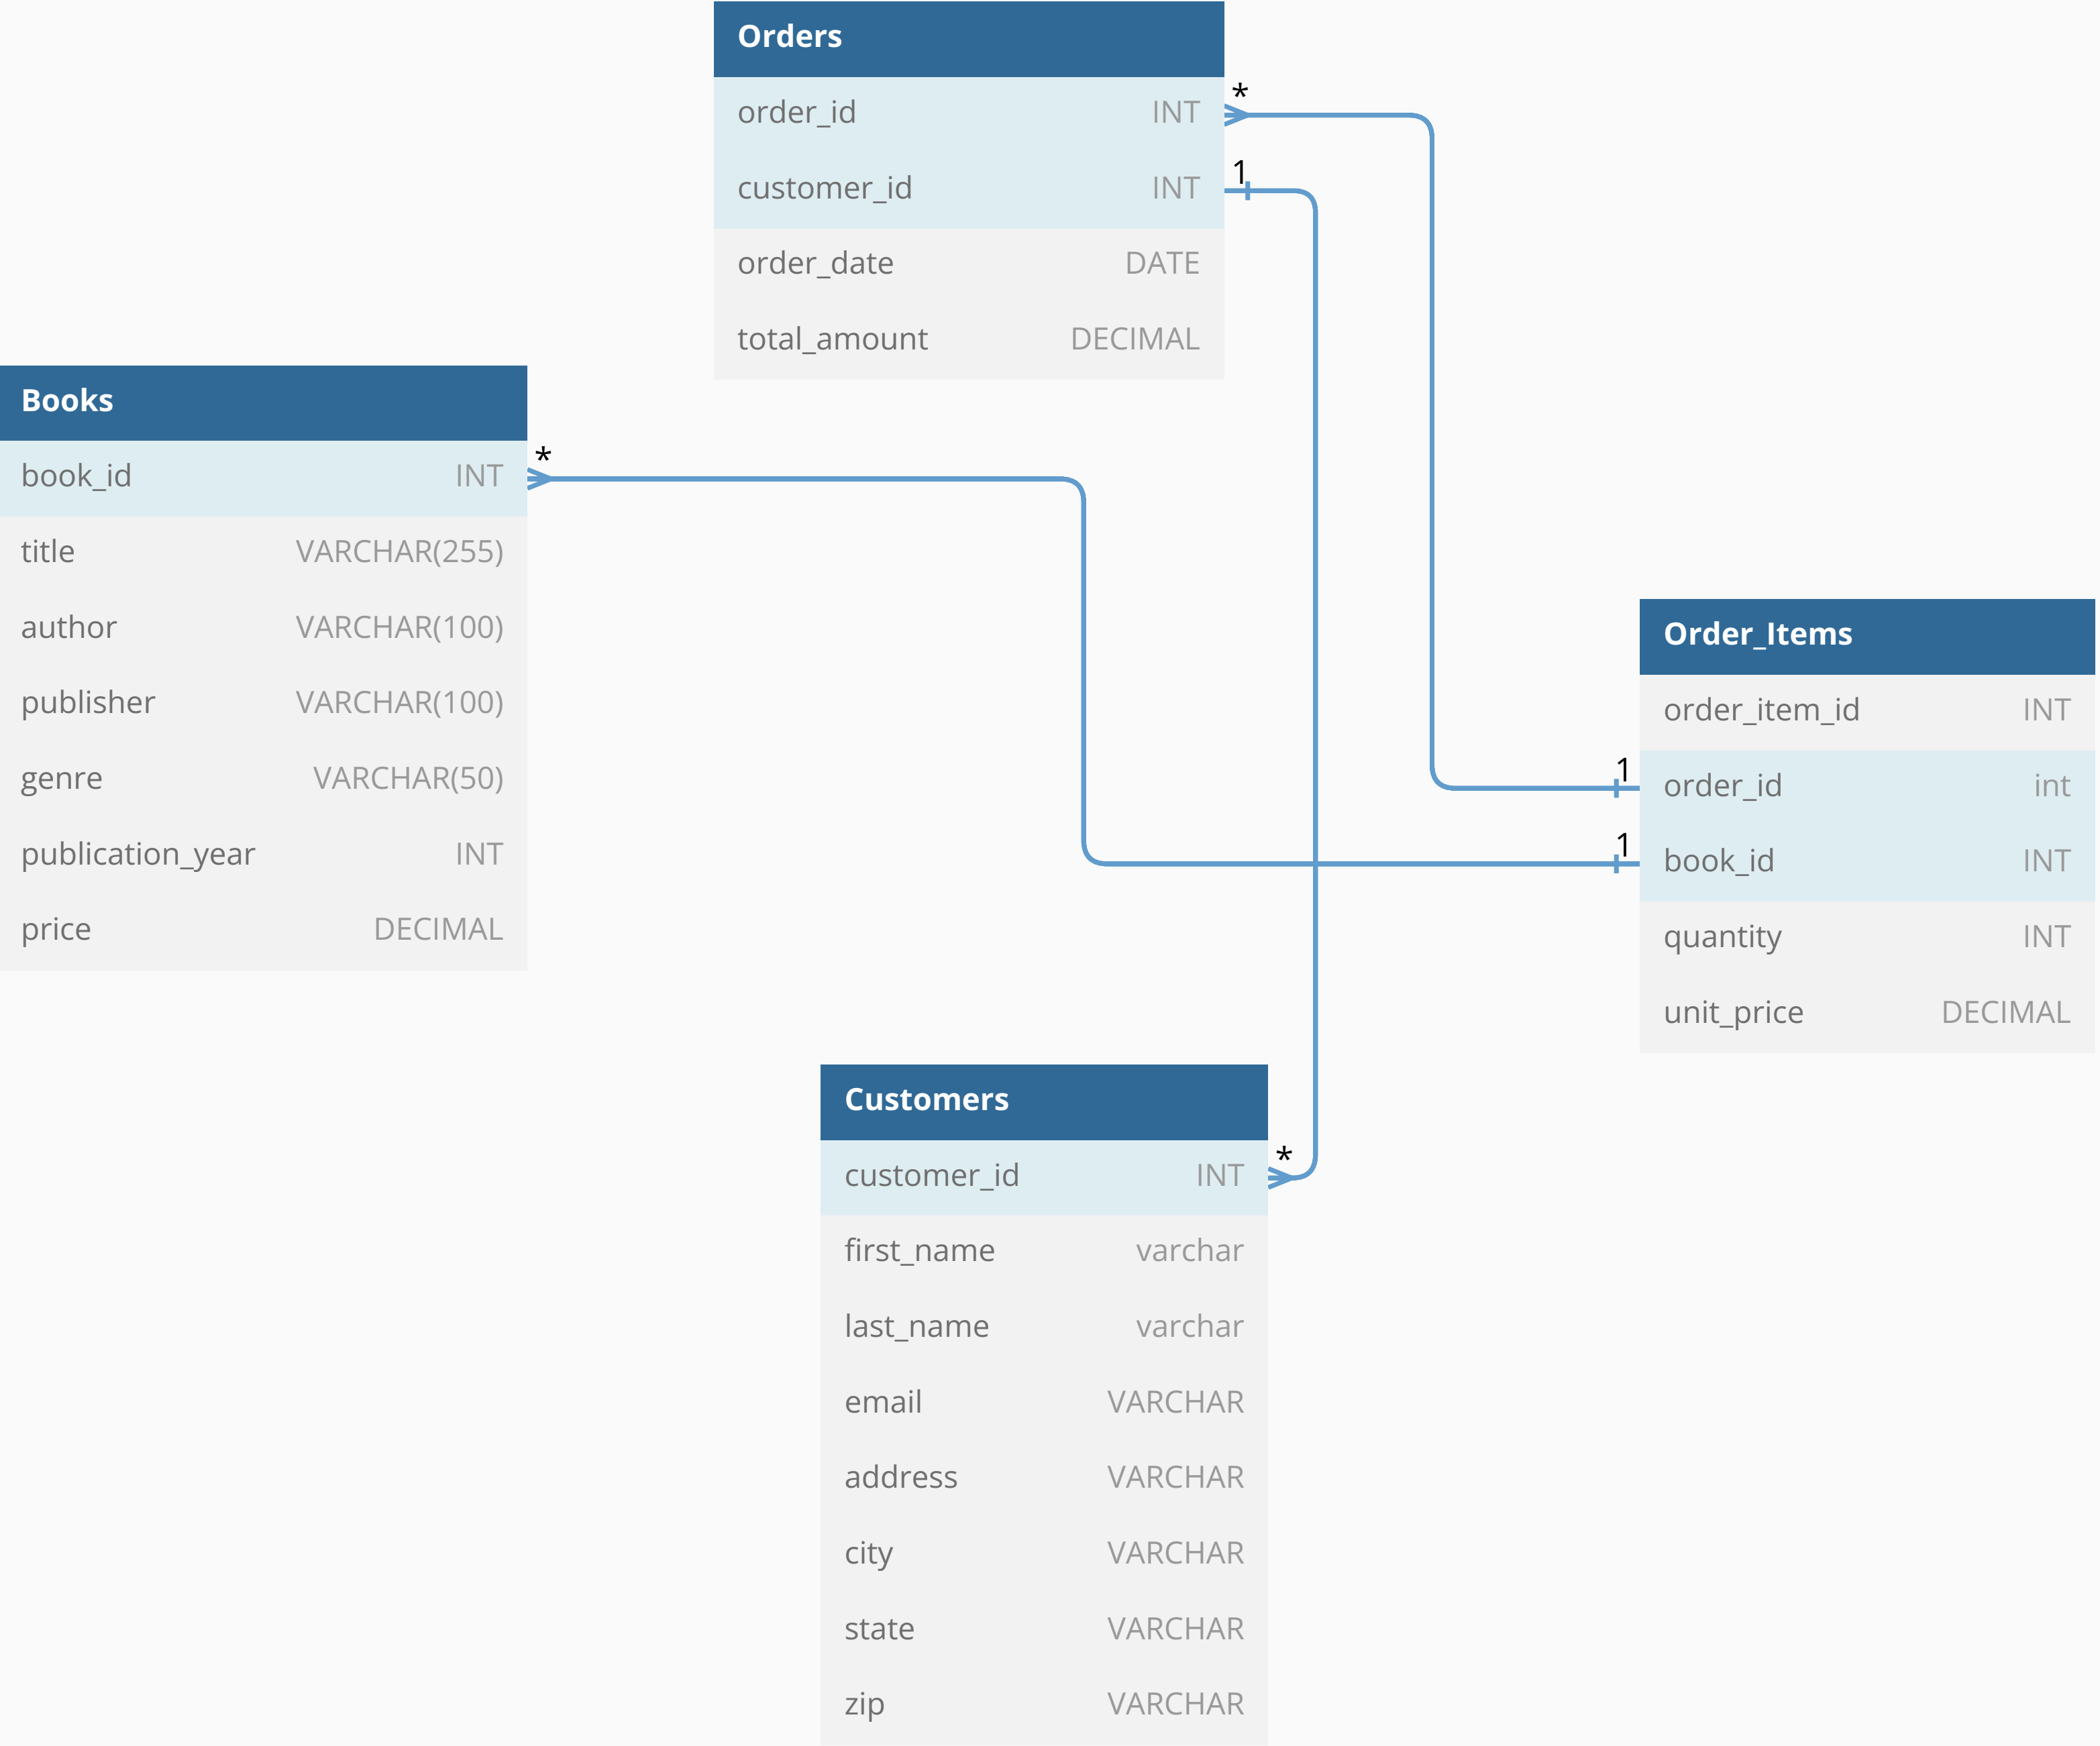 Orders
order_id INT *
customer_id INT 1
order_date DATE
total_amount DECIMAL
Books
book_id INT *
title VARCHAR(255)
author VARCHAR(100)
publisher VARCHAR(100)
genre VARCHAR(50)
publication_year INT
price DECIMAL
Order_Items
order_item_id INT
1 order_id int
1 book_id INT
quantity INT
unit_price DECIMAL
Customers
customer_id INT *
first_name varchar
last_name varchar
email VARCHAR
address VARCHAR
city VARCHAR
state VARCHAR
zip VARCHAR